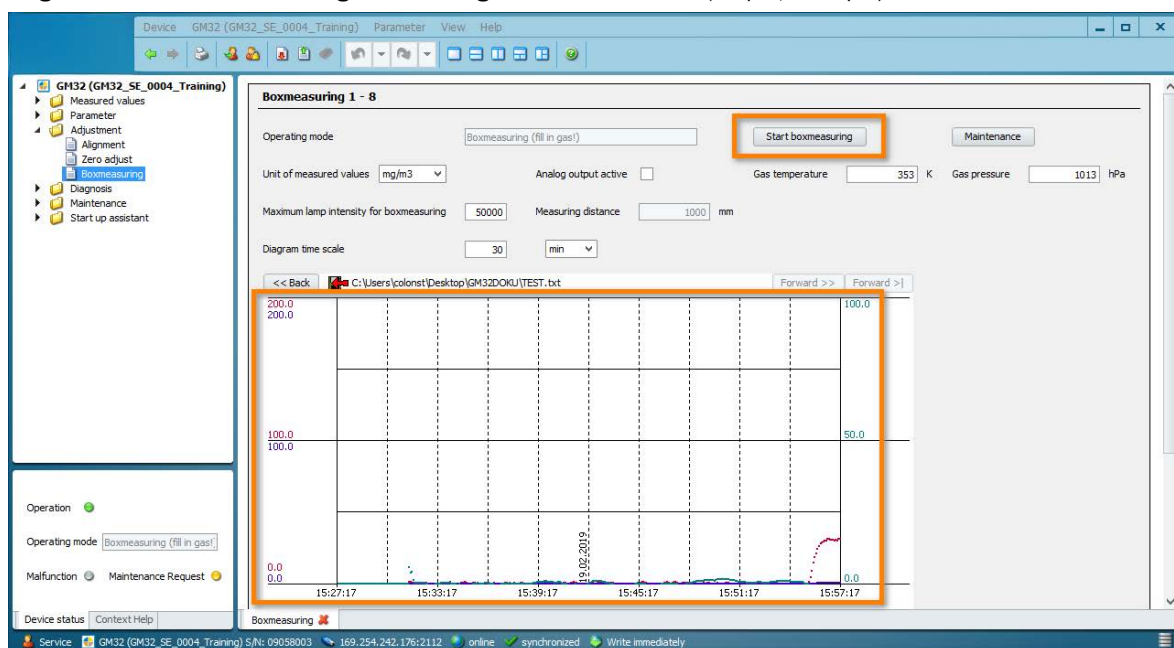 Device GM32 (GM32_SE_0004_Training) Parameter View Help
GM32 (GM32_SE_0004_Training)
Measured values
Parameter
Adjustment
Alignment
Zero adjust
Boxmeasuring
Diagnosis
Maintenance
Start up assistant
Boxmeasuring 1 - 8
Operating mode Boxmeasuring (fill in gas!) Start boxmeasuring Maintenance
Unit of measured values mg/m3 Analog output active Gas temperature 353 K Gas pressure 1013 hPa
Maximum lamp intensity for boxmeasuring 50000 Measuring distance 1000 mm
Diagram time scale 30 min
<< Back C:\Users\colonst\Desktop\GM32DOKU\TEST.txt Forward >> Forward >|
200.0 100.0
200.0
100.0 50.0
100.0
19.02.2019
0.0
0.0 0.0
15:27:17 15:33:17 15:39:17 15:45:17 15:51:17 15:57:17
Operation
Operating mode Boxmeasuring (fill in gas!)
Malfunction Maintenance Request
Device status Context Help
Boxmeasuring
Service GM32 (GM32_SE_0004_Training) S/N: 09058003 169.254.242.176:2112 online synchronized Write immediately